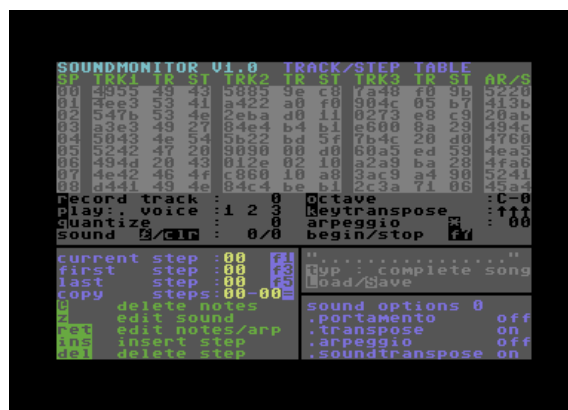 SOUNDMONITOR V1.0 TRACK/STEP TABLE
SP TRK1 TR ST TRK2 TR ST TRK3 TR ST AR/S
00 4955 49 43 5885 9e c8 7a48 f0 9b 5220
01 4ee3 53 41 a422 a0 f0 904c 05 b7 413b
02 547b 53 4e 2eba d0 11 0273 e8 c9 20ab
03 a3e3 49 27 84e4 b4 b1 e600 8a 29 494c
04 5043 4e 54 5b22 bd 5f 7b4c 20 d0 4760
05 5242 47 20 9090 00 d0 60a5 ed 59 4ea5
06 494d 20 43 012e 02 10 a2a9 ba 28 4fa6
07 4e42 46 4f c860 10 a8 3ac9 a4 90 5241
08 d441 49 4e 84c4 be b1 2c3a 71 06 45a4
record track : 0 octave :C-0
play:. voice :1 2 3 keytranspose :↑↑↑
quantize : 0 arpeggio * : 00
sound £/clr : 0/0 begin/stop f7
current step :00 f1
first step :00 f3
last step :00 f5
copy steps:00-00=
c delete notes
z edit sound
ret edit notes/arp
ins insert step
del delete step
"................"
typ : complete song
Load/Save
sound options 0
.portamento off
.transpose on
.arpeggio off
.soundtranspose on